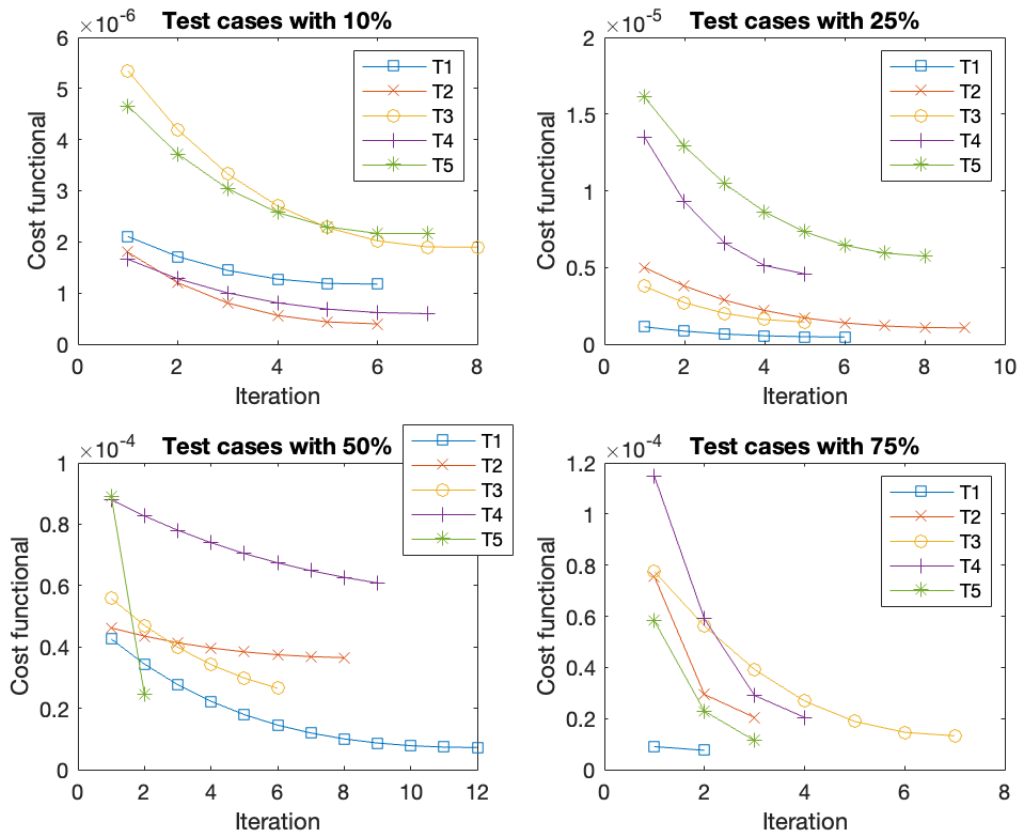 Test cases with 10%
×10⁻⁶
6
5
4
3
2
1
0
0 2 4 6 8
Cost functional
Iteration
T1
T2
T3
T4
T5
Test cases with 25%
×10⁻⁵
2
1.5
1
0.5
0
0 2 4 6 8 10
Cost functional
Iteration
T1
T2
T3
T4
T5
Test cases with 50%
×10⁻⁴
1
0.8
0.6
0.4
0.2
0
0 2 4 6 8 10 12
Cost functional
Iteration
T1
T2
T3
T4
T5
Test cases with 75%
×10⁻⁴
1.2
1
0.8
0.6
0.4
0.2
0
0 2 4 6 8
Cost functional
Iteration
T1
T2
T3
T4
T5